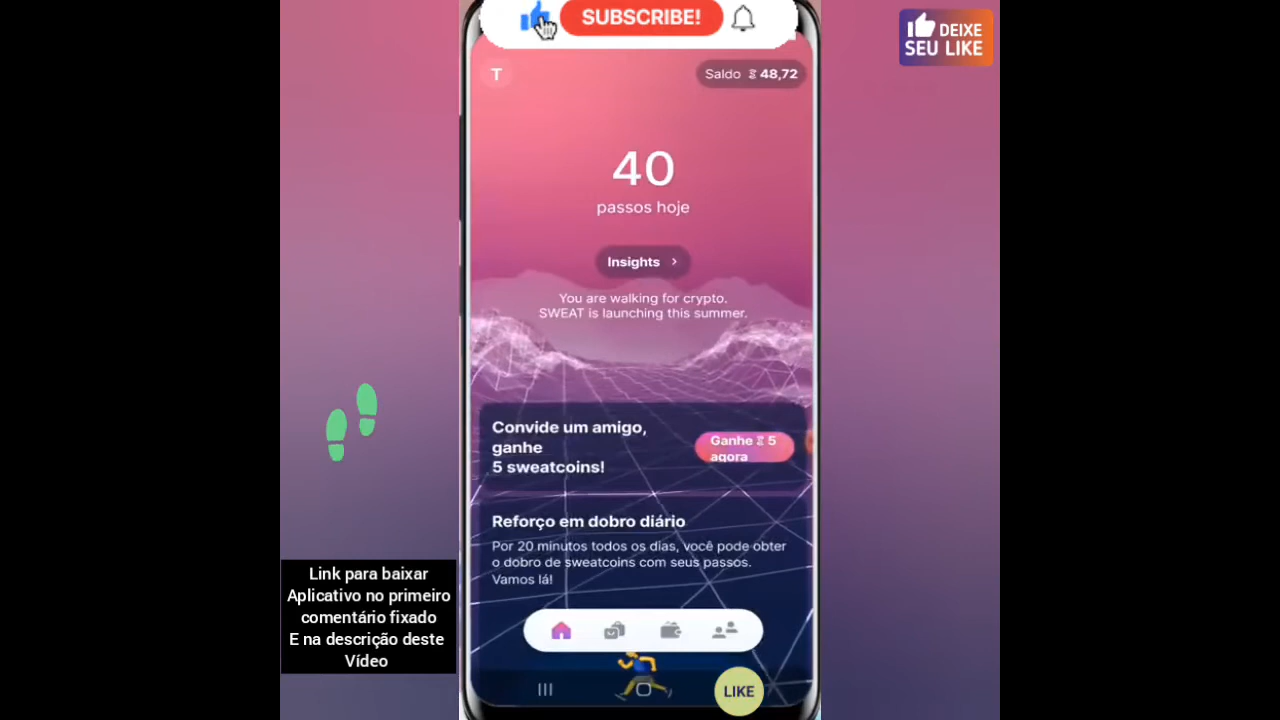 SUBSCRIBE!
DEIXE
SEU LIKE
T
Saldo 48,72
40
passos hoje
Insights >
You are walking for crypto.
SWEAT is launching this summer.
Convide um amigo,
ganhe
5 sweatcoins!
Ganhe 5
agora
Reforço em dobro diário
Por 20 minutos todos os dias, você pode obter
o dobro de sweatcoins com seus passos.
Vamos lá!
Link para baixar
Aplicativo no primeiro
comentário fixado
E na descrição deste
Vídeo
LIKE